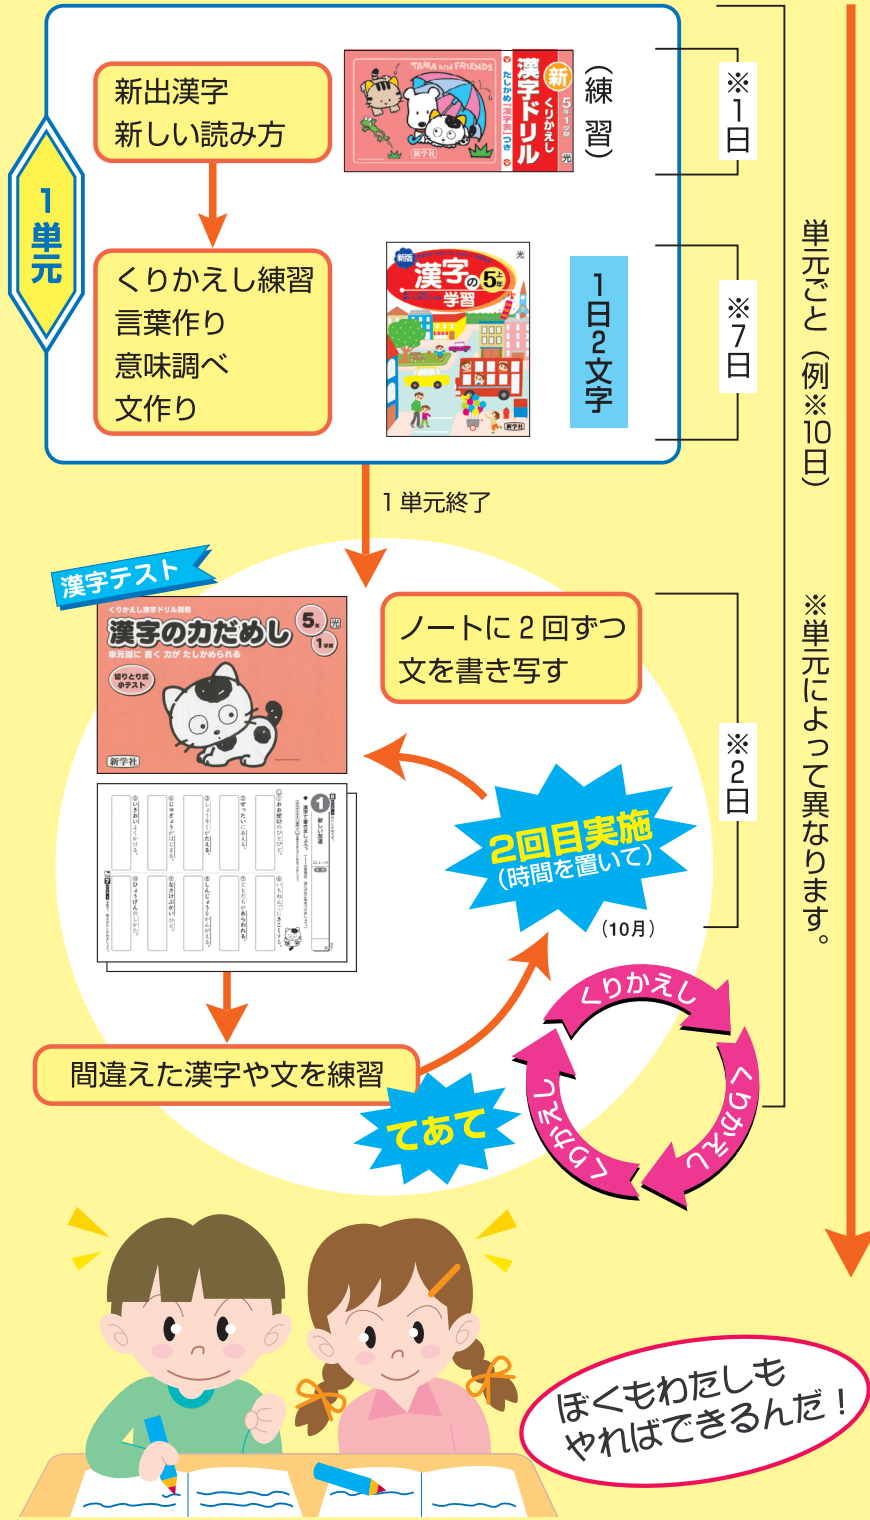 1単元
新出漢字
新しい読み方
TAMA and FRIENDS
新
くりかえし
漢字ドリル
5年1学期
光
たしかめ「漢字表」つき
新学社
(練習)
※1日
くりかえし練習
言葉作り
意味調べ
文作り
新版
漢字の
学習
5上年
光
新学社
1日2文字
※7日
単元ごと(例※10日)
※単元によって異なります。
1単元終了
漢字テスト
くりかえし漢字ドリル別冊
漢字の力だめし
5年
光
1学期
単元別に 書く 力が たしかめられる
切りとり式
小テスト
新学社
ノートに2回ずつ
文を書き写す
※2日
2回目実施
(時間を置いて)
(10月)
1
新しい友達
間違えた漢字や文を練習
てあて
くりかえし
くりかえし
くりかえし
ぼくもわたしも
やればできるんだ!